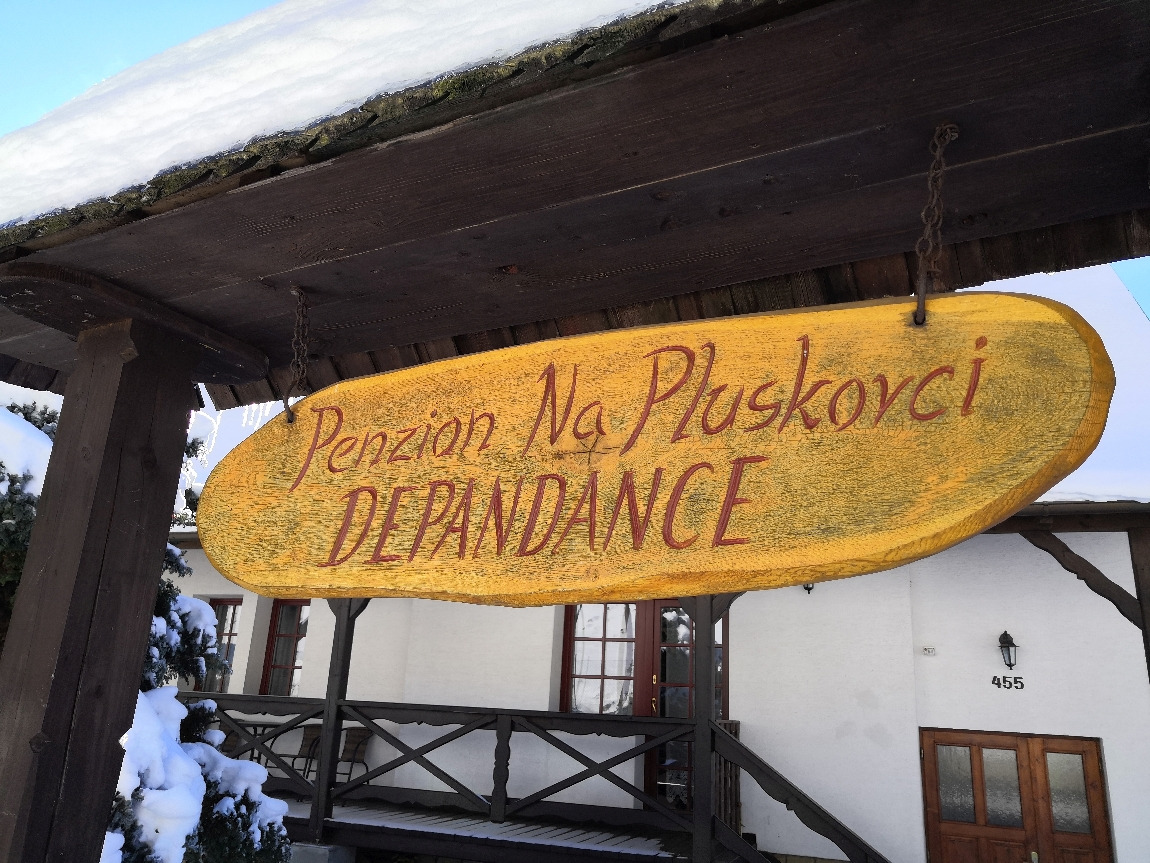 Penzion Na Pluskovci
DEPANDANCE
455